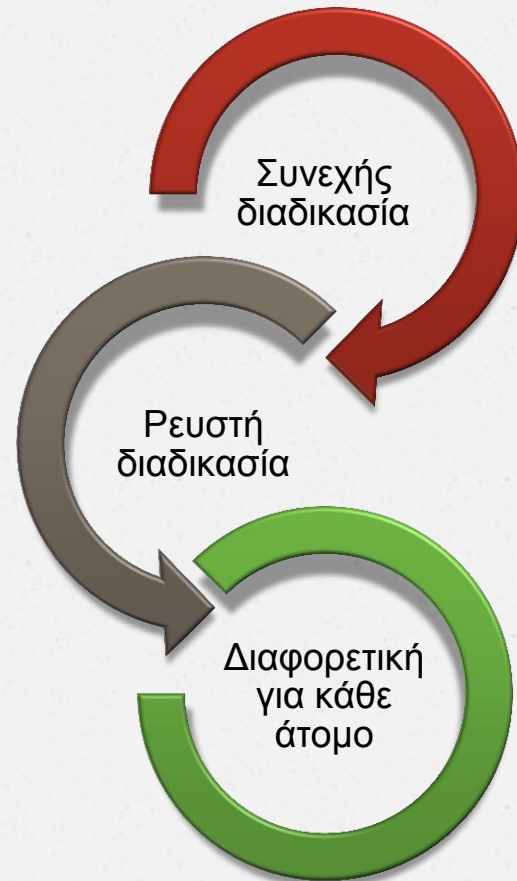 Συνεχής
διαδικασία
Ρευστή
διαδικασία
Διαφορετική
για κάθε
άτομο